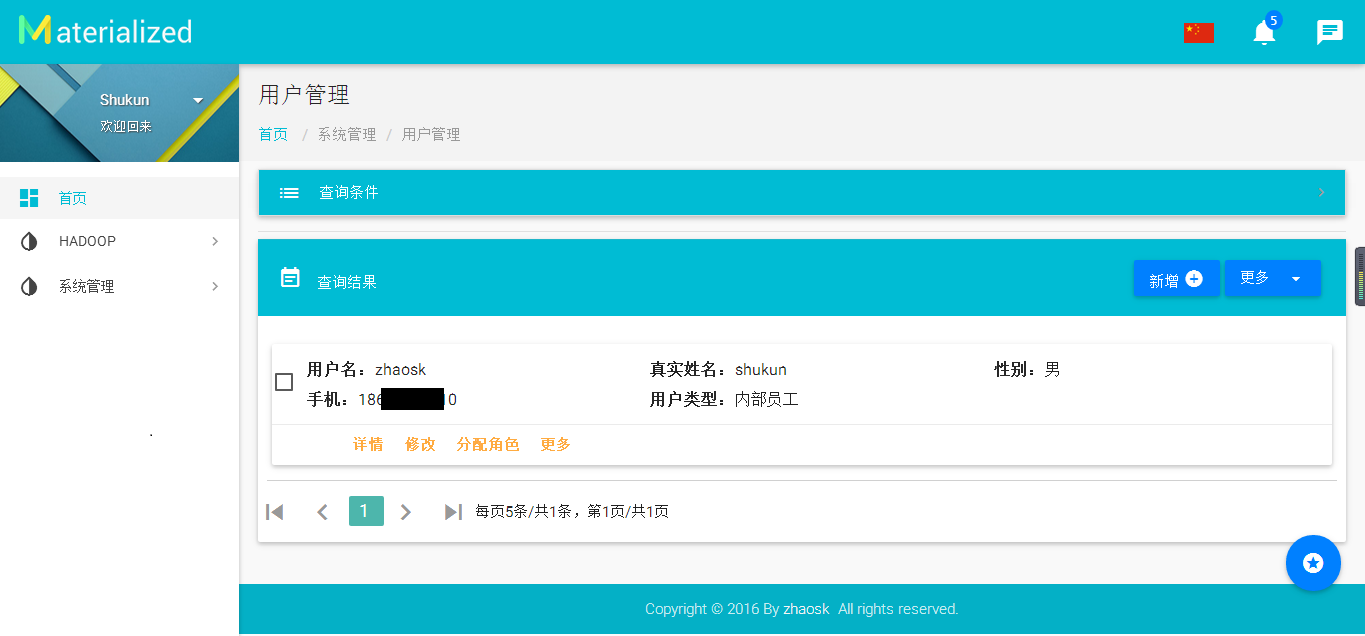 Materialized
5
Shukun
欢迎回来
首页
HADOOP
系统管理
用户管理
首页 / 系统管理 / 用户管理
查询条件
查询结果
新增
更多
用户名：zhaosk 真实姓名：shukun 性别：男
手机：186 10 用户类型：内部员工
详情 修改 分配角色 更多
1 每页5条/共1条，第1页/共1页
Copyright © 2016 By zhaosk All rights reserved.